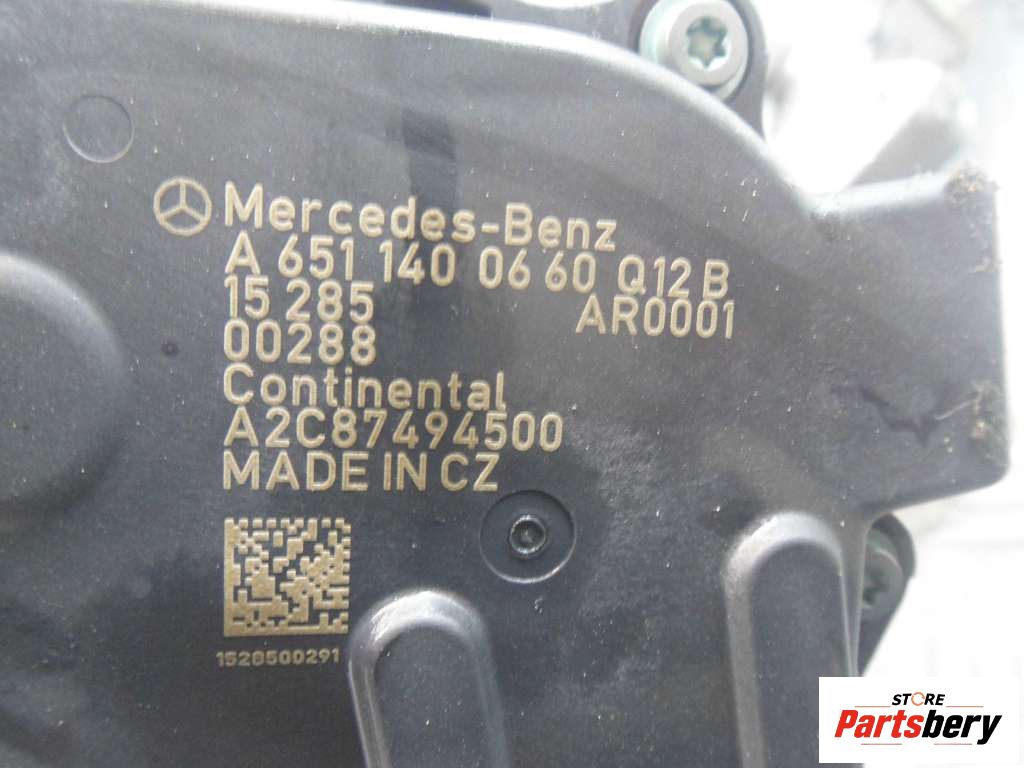 Mercedes-Benz
A 651 140 06 60 Q12 B
15 285 AR0001
00288
Continental
A2C87494500
MADE IN CZ
1528500291
STORE
Partsbery